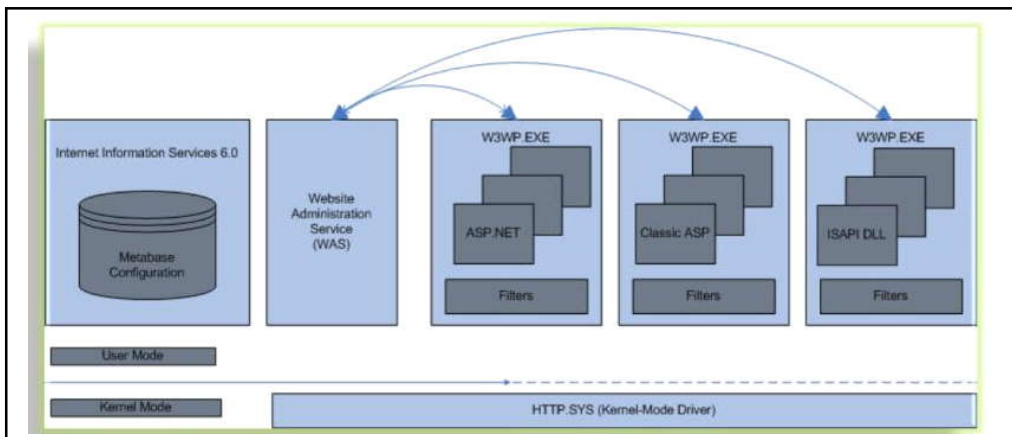 Internet Information Services 6.0
Metabase
Configuration
Website
Administration
Service
(WAS)
W3WP.EXE
ASP.NET
Filters
W3WP.EXE
Classic ASP
Filters
W3WP.EXE
ISAPI DLL
Filters
User Mode
Kernel Mode
HTTP.SYS (Kernel-Mode Driver)